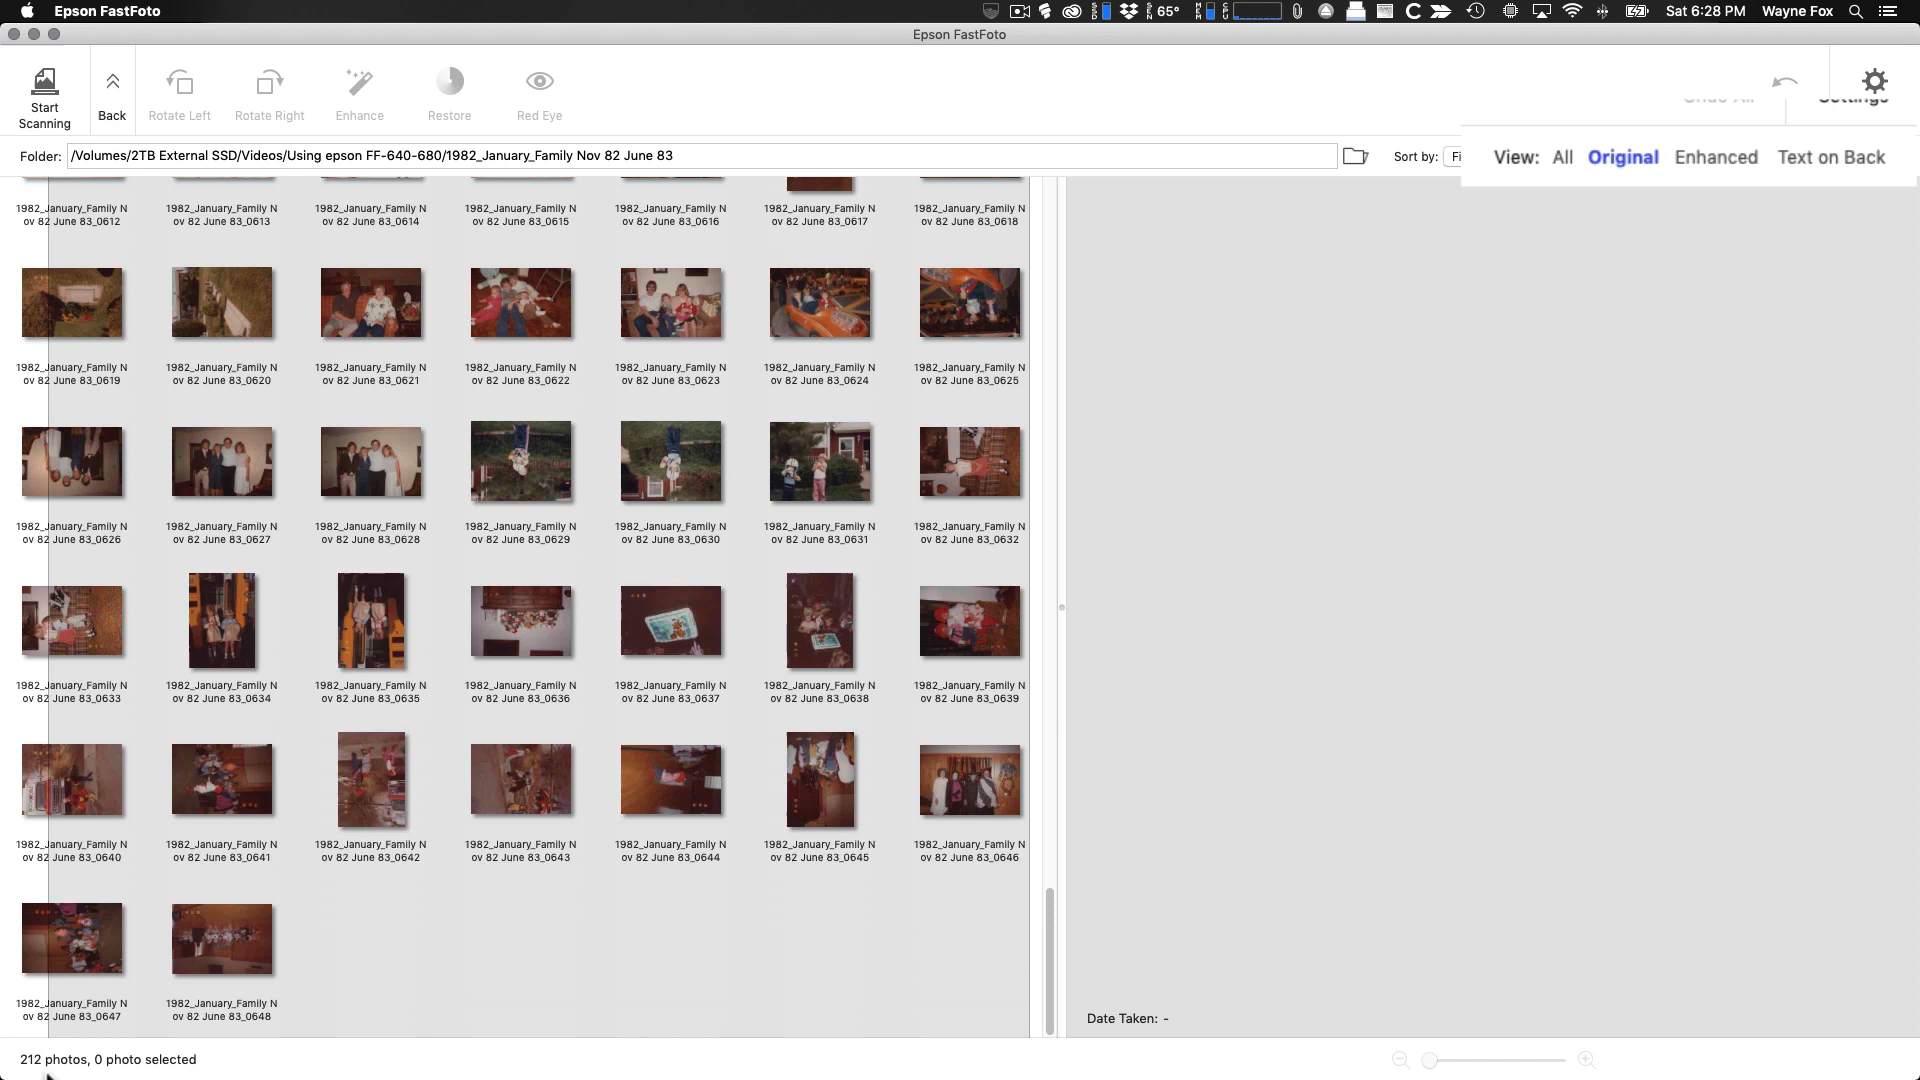 Epson FastFoto
65°
Sat 6:28 PM Wayne Fox
Epson FastFoto
Start
Scanning
Back
Rotate Left
Rotate Right
Enhance
Restore
Red Eye
Undo All
Settings
Folder: /Volumes/2TB External SSD/Videos/Using epson FF-640-680/1982_January_Family Nov 82 June 83
Sort by: Fi
View: All Original Enhanced Text on Back
1982_January_Family N
ov 82 June 83_0612
1982_January_Family N
ov 82 June 83_0613
1982_January_Family N
ov 82 June 83_0614
1982_January_Family N
ov 82 June 83_0615
1982_January_Family N
ov 82 June 83_0616
1982_January_Family N
ov 82 June 83_0617
1982_January_Family N
ov 82 June 83_0618
1982_January_Family N
ov 82 June 83_0619
1982_January_Family N
ov 82 June 83_0620
1982_January_Family N
ov 82 June 83_0621
1982_January_Family N
ov 82 June 83_0622
1982_January_Family N
ov 82 June 83_0623
1982_January_Family N
ov 82 June 83_0624
1982_January_Family N
ov 82 June 83_0625
1982_January_Family N
ov 82 June 83_0626
1982_January_Family N
ov 82 June 83_0627
1982_January_Family N
ov 82 June 83_0628
1982_January_Family N
ov 82 June 83_0629
1982_January_Family N
ov 82 June 83_0630
1982_January_Family N
ov 82 June 83_0631
1982_January_Family N
ov 82 June 83_0632
1982_January_Family N
ov 82 June 83_0633
1982_January_Family N
ov 82 June 83_0634
1982_January_Family N
ov 82 June 83_0635
1982_January_Family N
ov 82 June 83_0636
1982_January_Family N
ov 82 June 83_0637
1982_January_Family N
ov 82 June 83_0638
1982_January_Family N
ov 82 June 83_0639
1982_January_Family N
ov 82 June 83_0640
1982_January_Family N
ov 82 June 83_0641
1982_January_Family N
ov 82 June 83_0642
1982_January_Family N
ov 82 June 83_0643
1982_January_Family N
ov 82 June 83_0644
1982_January_Family N
ov 82 June 83_0645
1982_January_Family N
ov 82 June 83_0646
1982_January_Family N
ov 82 June 83_0647
1982_January_Family N
ov 82 June 83_0648
Date Taken: -
212 photos, 0 photo selected